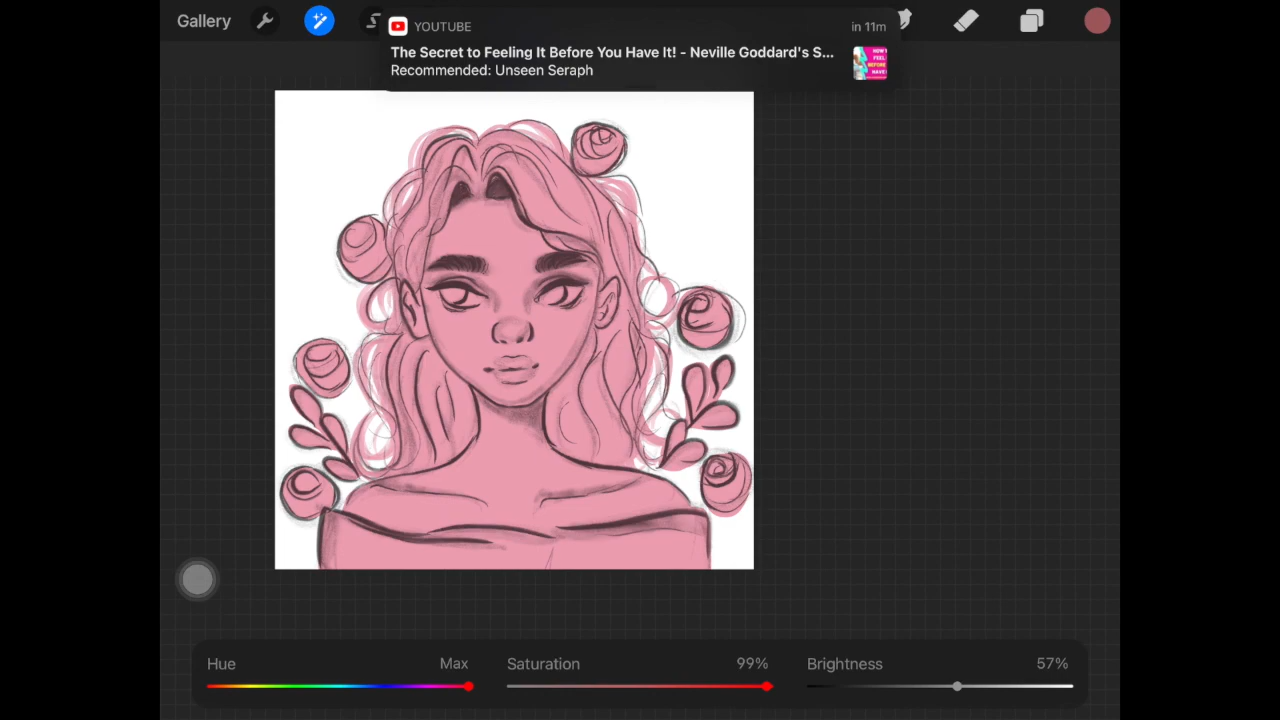 Gallery
YOUTUBE
in 11m
The Secret to Feeling It Before You Have It! - Neville Goddard's S...
Recommended: Unseen Seraph
Hue Max Saturation 99% Brightness 57%